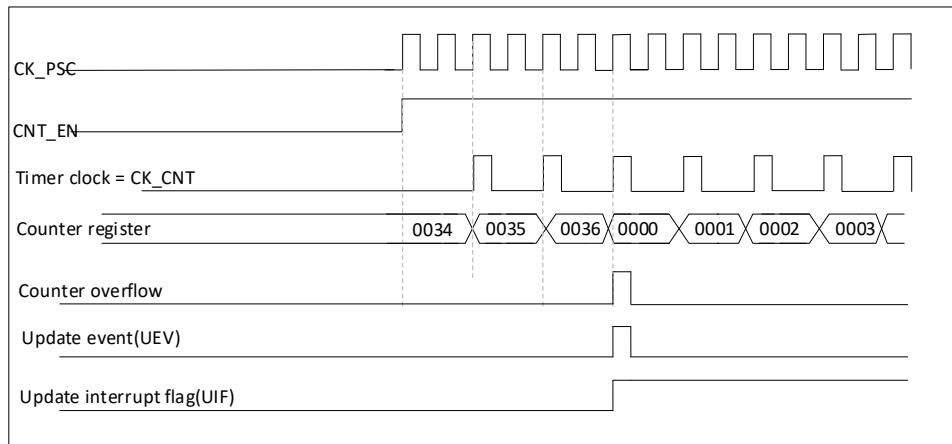 CK_PSC
CNT_EN
Timer clock = CK_CNT
Counter register 0034 0035 0036 0000 0001 0002 0003
Counter overflow
Update event(UEV)
Update interrupt flag(UIF)